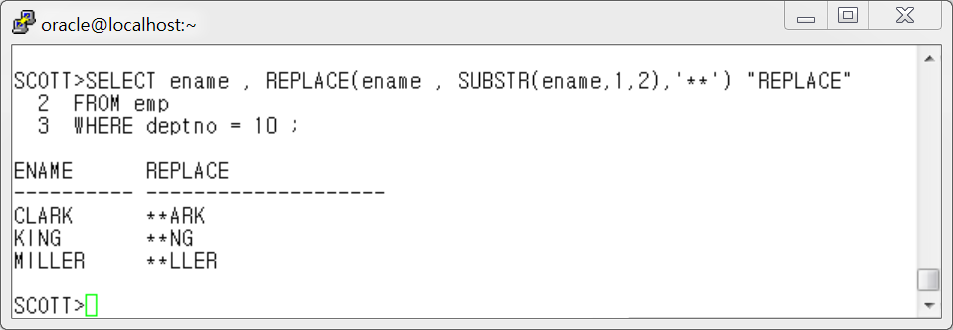 oracle@localhost:~
SCOTT>SELECT ename , REPLACE(ename , SUBSTR(ename,1,2),'**') "REPLACE"
  2  FROM emp
  3  WHERE deptno = 10 ;
ENAME      REPLACE
---------- --------------------
CLARK      **ARK
KING       **NG
MILLER     **LLER
SCOTT>